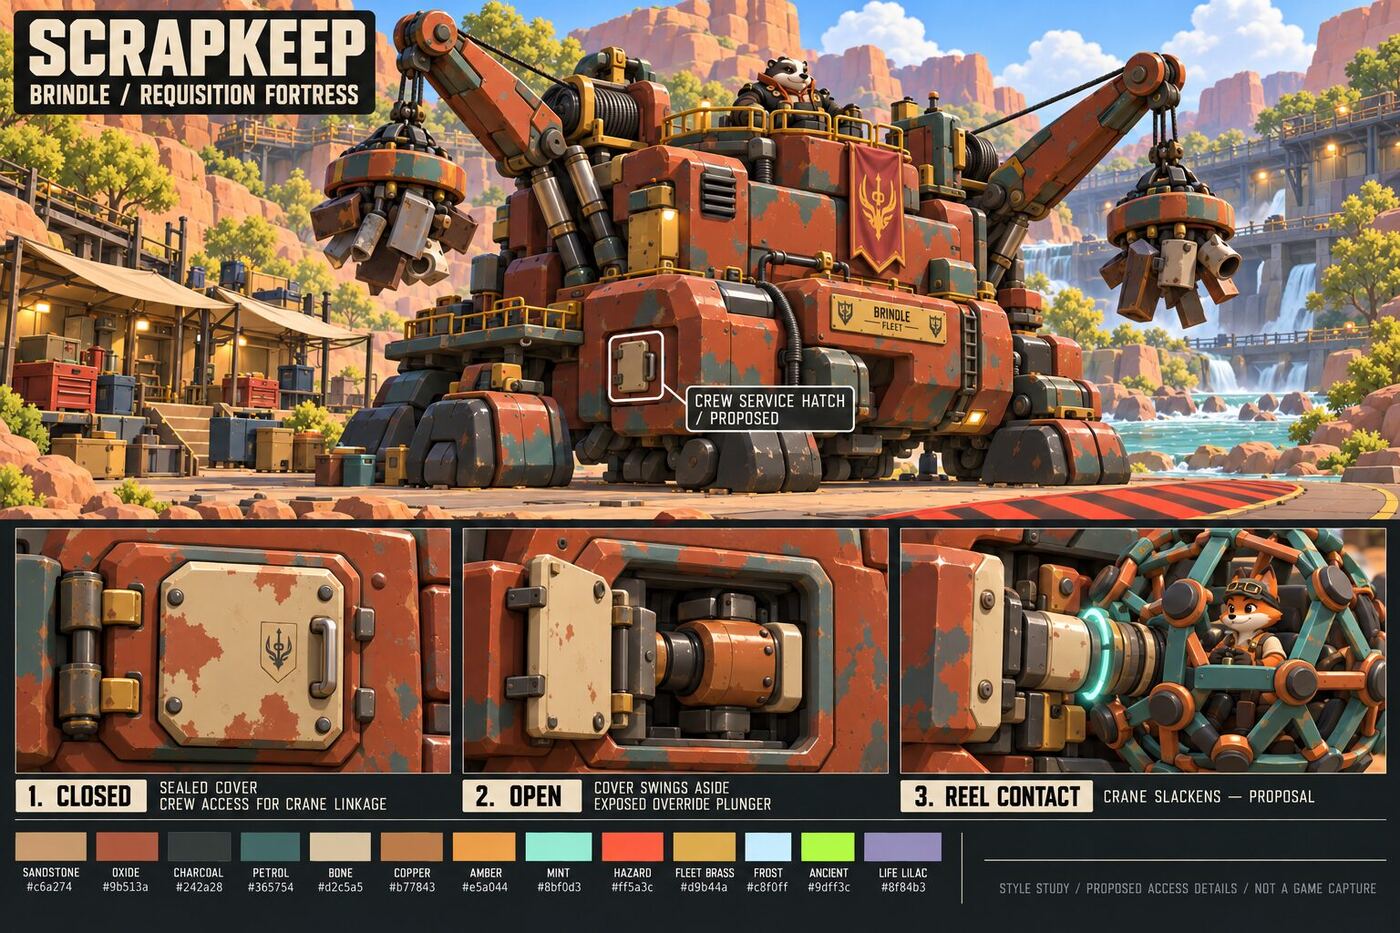 SCRAPKEEP
BRINDLE / REQUISITION FORTRESS
BRINDLE
FLEET
CREW SERVICE HATCH
/ PROPOSED
1. CLOSED
SEALED COVER
CREW ACCESS FOR CRANE LINKAGE
2. OPEN
COVER SWINGS ASIDE
EXPOSED OVERRIDE PLUNGER
3. REEL CONTACT
CRANE SLACKENS — PROPOSAL
SANDSTONE
#c6a274
OXIDE
#9b513a
CHARCOAL
#242a28
PETROL
#365754
BONE
#d2c5a5
COPPER
#b77843
AMBER
#e5a044
MINT
#8bf0d3
HAZARD
#ff5a3c
FLEET BRASS
#d9b44a
FROST
#c8f0ff
ANCIENT
#9dff3c
LIFE LILAC
#8f84b3
STYLE STUDY / PROPOSED ACCESS DETAILS / NOT A GAME CAPTURE